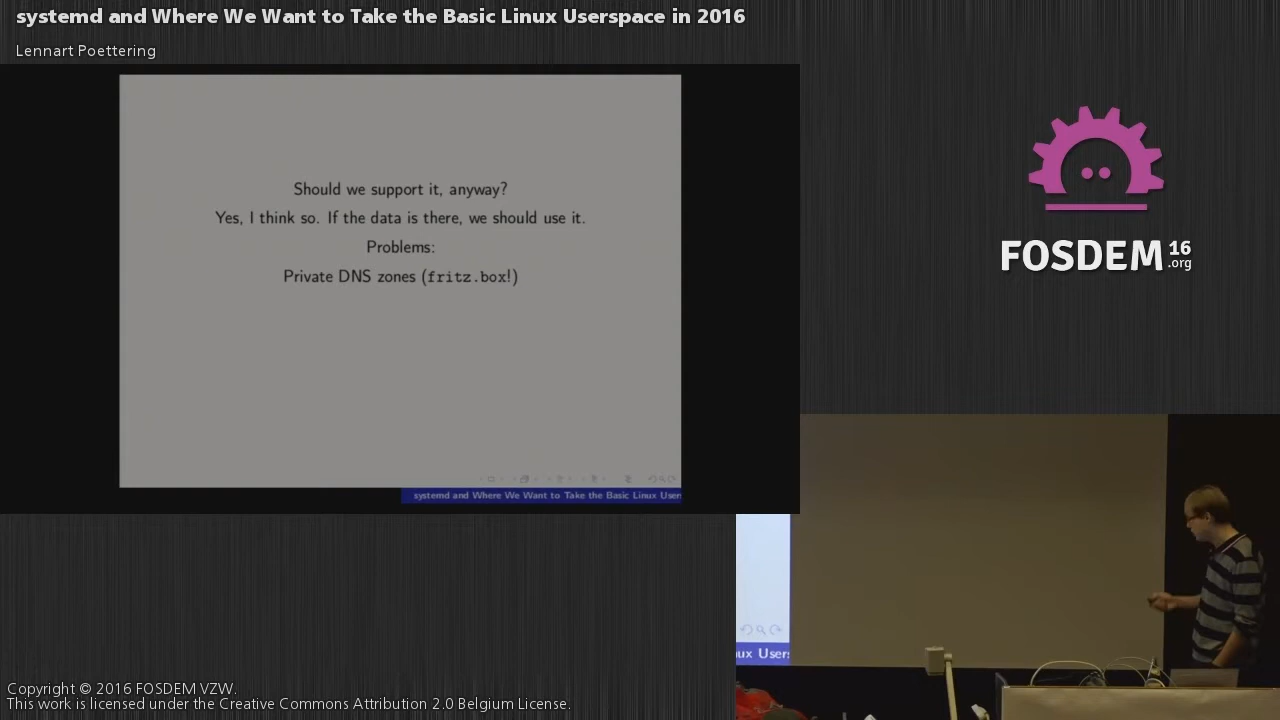 systemd and Where We Want to Take the Basic Linux Userspace in 2016
Lennart Poettering
Should we support it, anyway?
Yes, I think so. If the data is there, we should use it.
Problems:
Private DNS zones (fritz.box!)
systemd and Where We Want to Take the Basic Linux User
FOSDEM 16
.org
ux Users
Copyright © 2016 FOSDEM VZW.
This work is licensed under the Creative Commons Attribution 2.0 Belgium License.